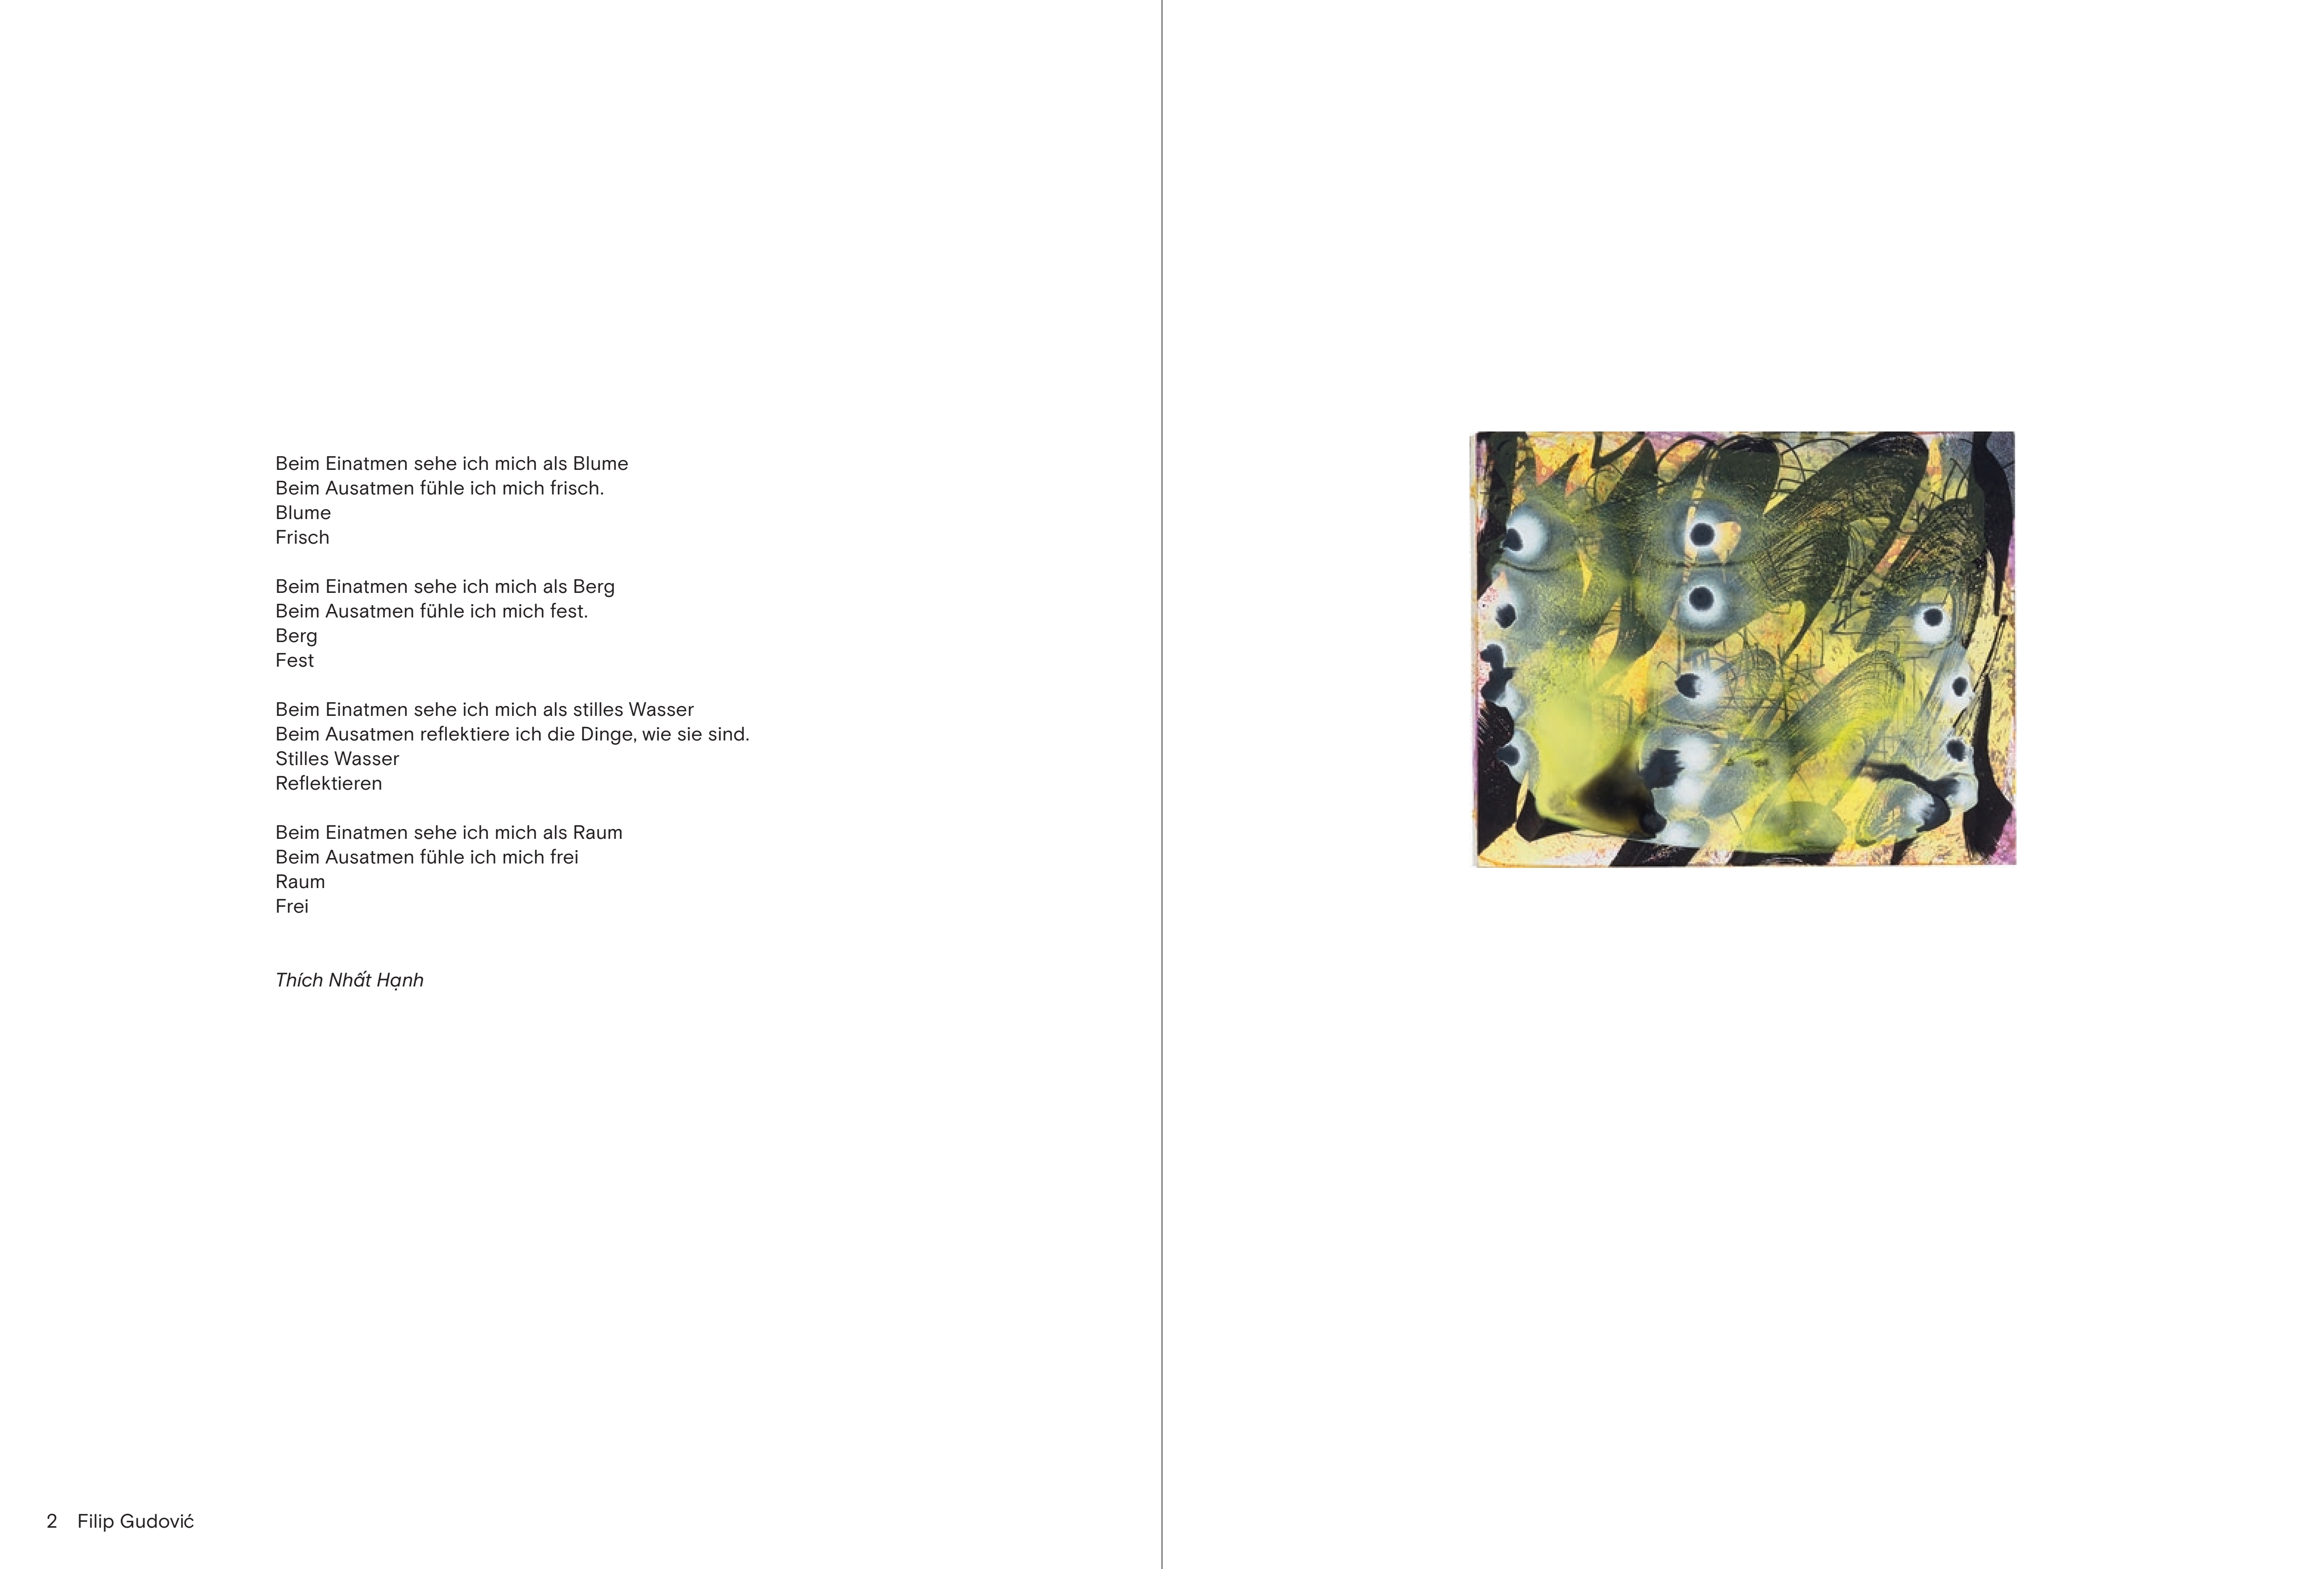 Beim Einatmen sehe ich mich als Blume
Beim Ausatmen fühle ich mich frisch.
Blume
Frisch
Beim Einatmen sehe ich mich als Berg
Beim Ausatmen fühle ich mich fest.
Berg
Fest
Beim Einatmen sehe ich mich als stilles Wasser
Beim Ausatmen reflektiere ich die Dinge, wie sie sind.
Stilles Wasser
Reflektieren
Beim Einatmen sehe ich mich als Raum
Beim Ausatmen fühle ich mich frei
Raum
Frei
Thích Nhất Hạnh
2 Filip Gudović